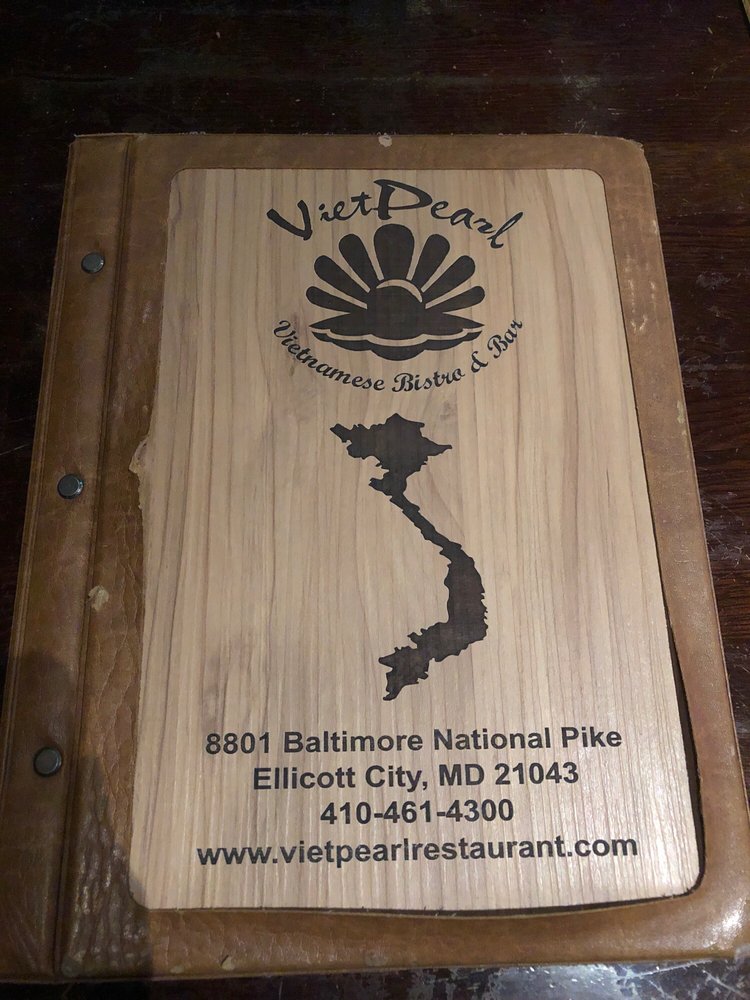 VietPearl
Vietnamese Bistro & Bar
8801 Baltimore National Pike
Ellicott City, MD 21043
410-461-4300
www.vietpearlrestaurant.com